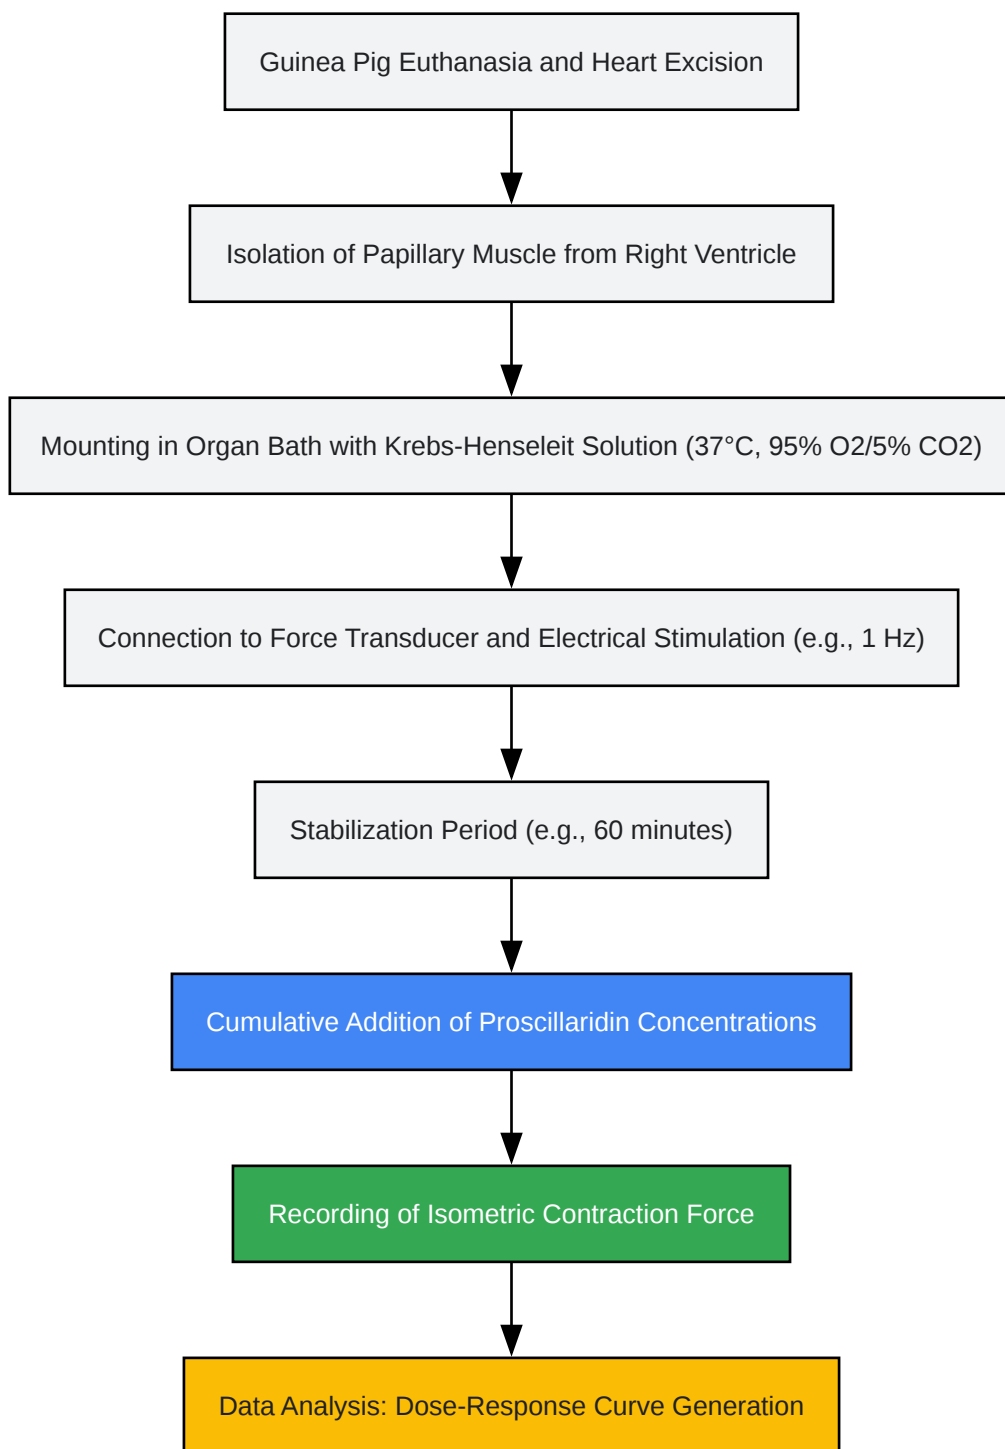 Guinea Pig Euthanasia and Heart Excision
Isolation of Papillary Muscle from Right Ventricle
Mounting in Organ Bath with Krebs-Henseleit Solution (37°C, 95% O2/5% CO2)
Connection to Force Transducer and Electrical Stimulation (e.g., 1 Hz)
Stabilization Period (e.g., 60 minutes)
Cumulative Addition of Proscillaridin Concentrations
Recording of Isometric Contraction Force
Data Analysis: Dose-Response Curve Generation